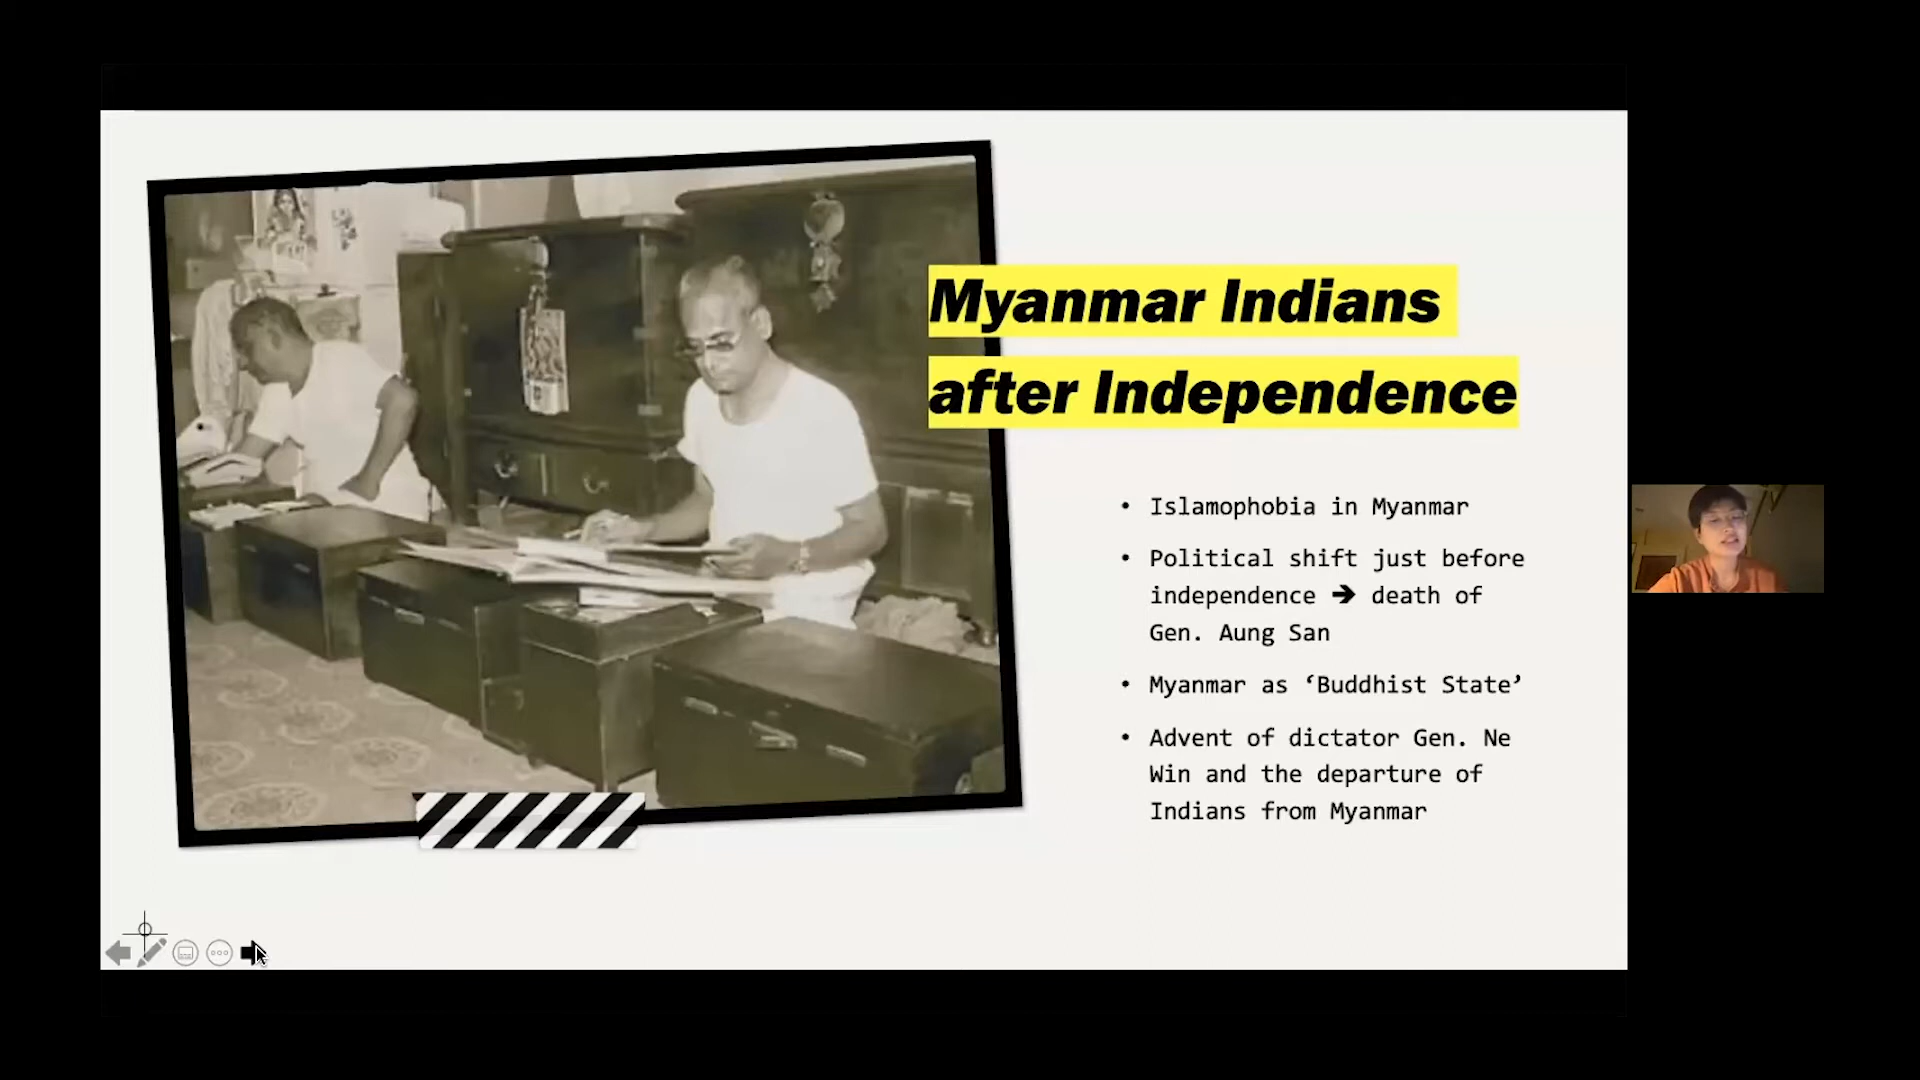 Myanmar Indians
after Independence
• Islamophobia in Myanmar
• Political shift just before
independence ➔ death of
Gen. Aung San
• Myanmar as ‘Buddhist State’
• Advent of dictator Gen. Ne
Win and the departure of
Indians from Myanmar